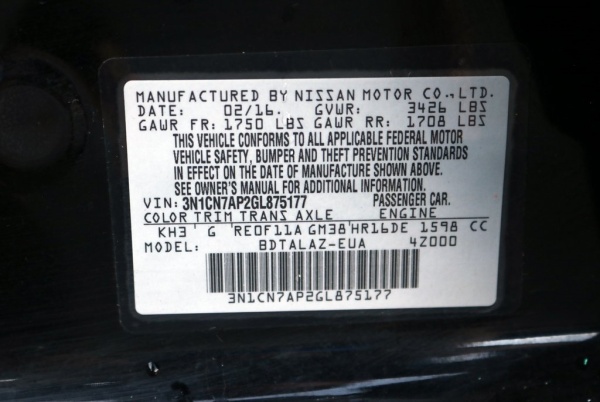 MANUFACTURED BY NISSAN MOTOR CO., LTD.
DATE: 02/16. GVWR: 3426 LBS
GAWR FR: 1750 LBS GAWR RR: 1708 LBS
THIS VEHICLE CONFORMS TO ALL APPLICABLE FEDERAL MOTOR
VEHICLE SAFETY, BUMPER AND THEFT PREVENTION STANDARDS
IN EFFECT ON THE DATE OF MANUFACTURE SHOWN ABOVE.
SEE OWNER'S MANUAL FOR ADDITIONAL INFORMATION.
VIN: 3N1CN7AP2GL875177 PASSENGER CAR.
COLOR TRIM TRANS AXLE ENGINE
KH3' G 'RE0F11A GM38'HR16DE 1598 CC
MODEL: BDTALAZ-EUA 4Z000
3N1CN7AP2GL875177